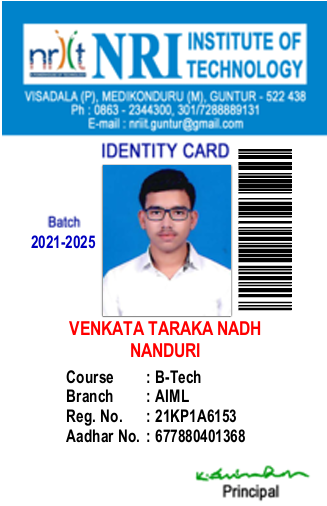 nriit NRI INSTITUTE OF
TECHNOLOGY
VISADALA (P), MEDIKONDURU (M), GUNTUR - 522 438
Ph : 0863 - 2344300, 301/7288889131
E-mail : nriit.guntur@gmail.com
IDENTITY CARD
Batch
2021-2025
VENKATA TARAKA NADH
NANDURI
Course : B-Tech
Branch : AIML
Reg. No. : 21KP1A6153
Aadhar No. : 677880401368
Principal